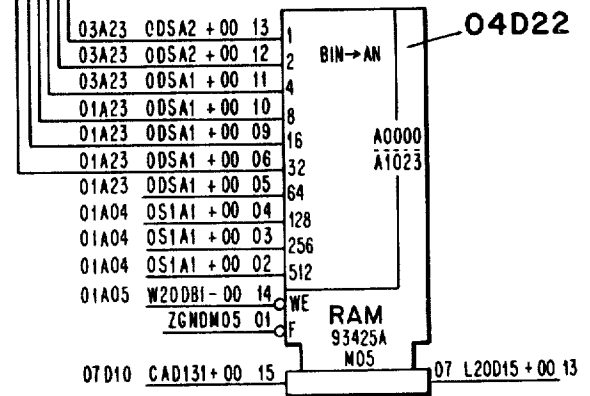 04D22
03A23 ODSA2 +00 13 1
BIN→AN
03A23 ODSA2 +00 12 2
03A23 ODSA1 +00 11 4
01A23 ODSA1 +00 10 8
01A23 ODSA1 +00 09 16
A0000
01A23 ODSA1 +00 06 32
A1023
01A23 ODSA1 +00 05 64
01A04 OS1A1 +00 04 128
01A04 OS1A1 +00 03 256
01A04 OS1A1 +00 02 512
01A05 W20DB1-00 14 WE
ZGNDM05 01 F
RAM
93425A
M05
07D10 CAD131+00 15
07 L20D15+00 13